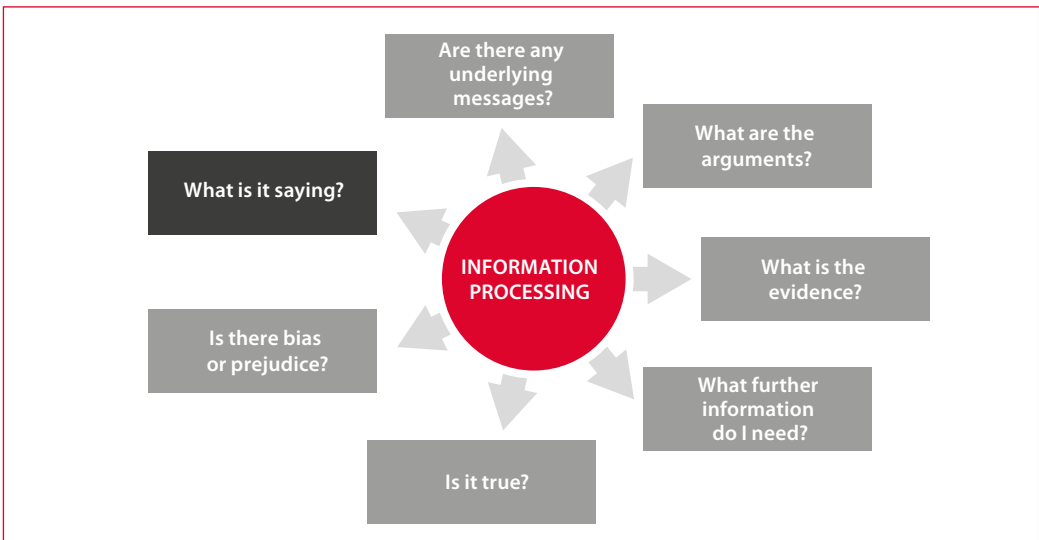 Are there any
underlying
messages?
What are the
arguments?
What is it saying?
INFORMATION
PROCESSING
What is the
evidence?
Is there bias
or prejudice?
What further
information
do I need?
Is it true?